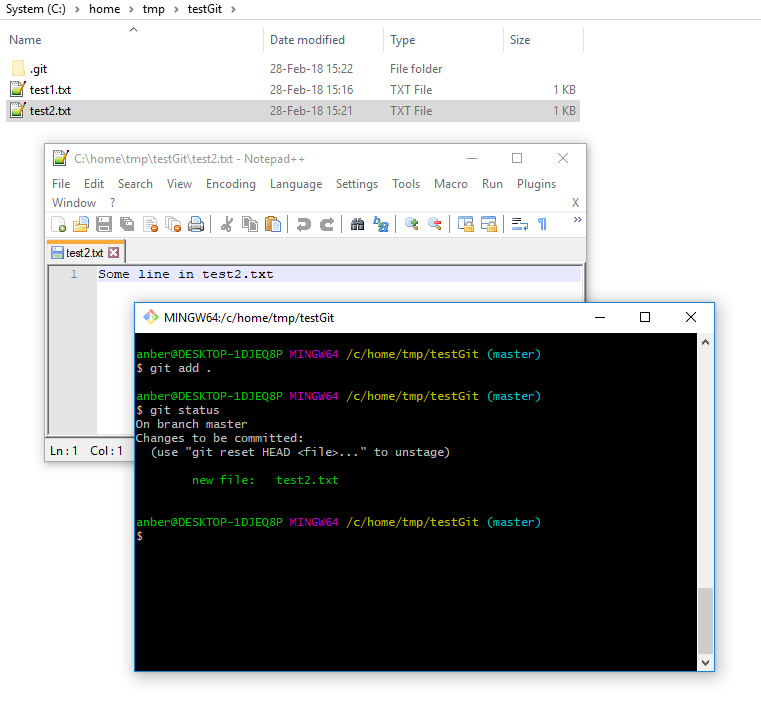 System (C:) > home > tmp > testGit >
Name Date modified Type Size
.git 28-Feb-18 15:22 File folder
test1.txt 28-Feb-18 15:16 TXT File 1 KB
test2.txt 28-Feb-18 15:21 TXT File 1 KB
C:\home\tmp\testGit\test2.txt - Notepad++
File Edit Search View Encoding Language Settings Tools Macro Run Plugins
Window ? X
test2.txt
1 Some line in test2.txt
Ln : 1 Col : 1
MINGW64:/c/home/tmp/testGit
anber@DESKTOP-1DJEQ8P MINGW64 /c/home/tmp/testGit (master)
$ git add .
anber@DESKTOP-1DJEQ8P MINGW64 /c/home/tmp/testGit (master)
$ git status
On branch master
Changes to be committed:
(use "git reset HEAD <file>..." to unstage)
new file: test2.txt
anber@DESKTOP-1DJEQ8P MINGW64 /c/home/tmp/testGit (master)
$